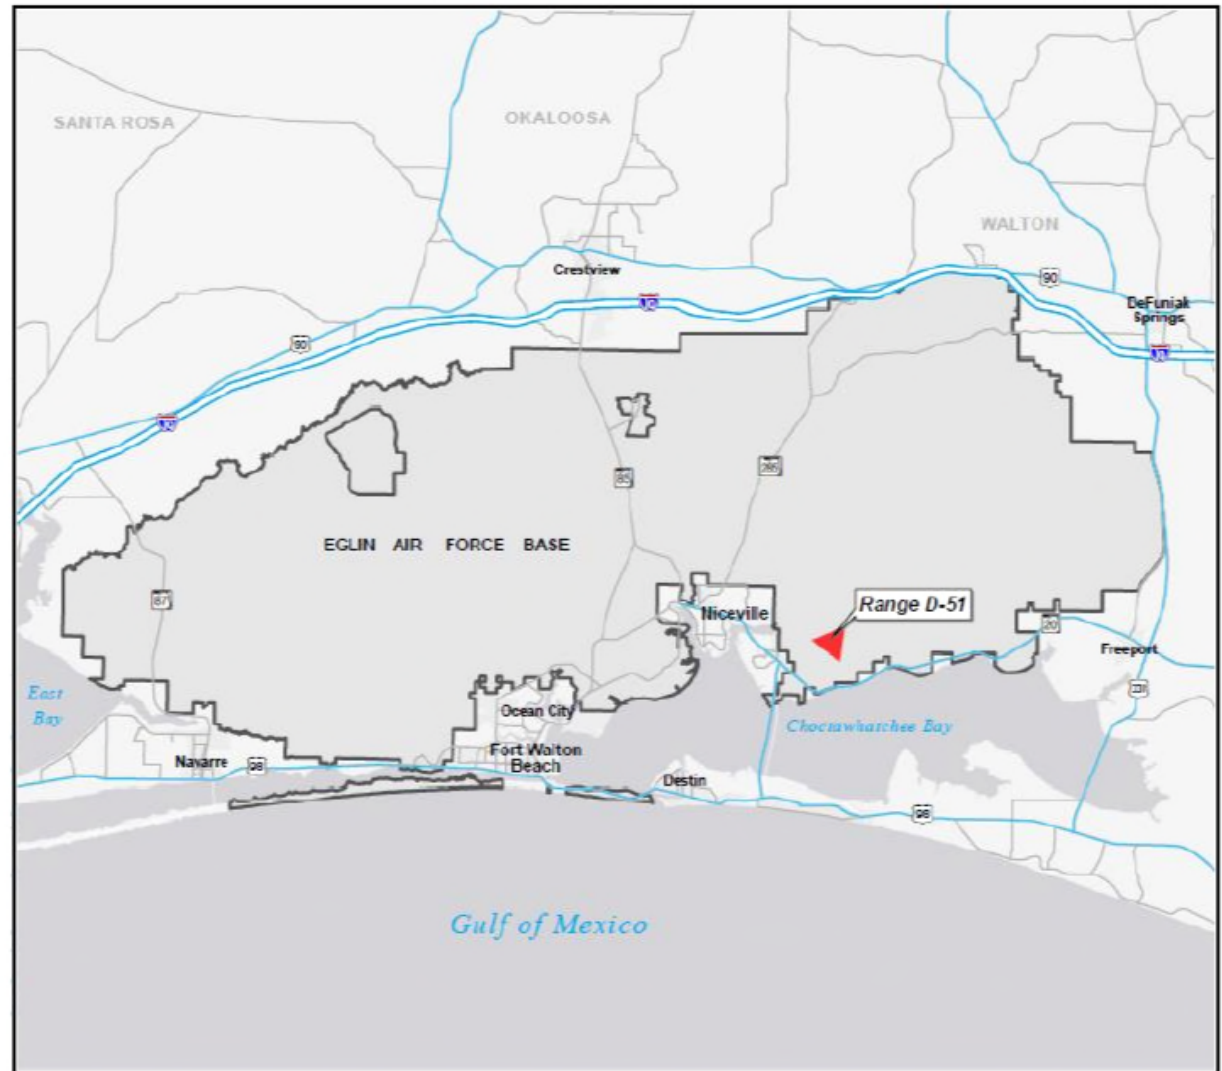 SANTA ROSA
OKALOOSA
WALTON
Crestview
90
10
DeFuniak
Springs
90
10
10
85
285
EGLIN AIR FORCE BASE
87
Niceville
Range D-51
20
Freeport
331
East
Bay
Ocean City
Choctawhatchee Bay
Navarre
98
Fort Walton
Beach
Destin
98
Gulf of Mexico